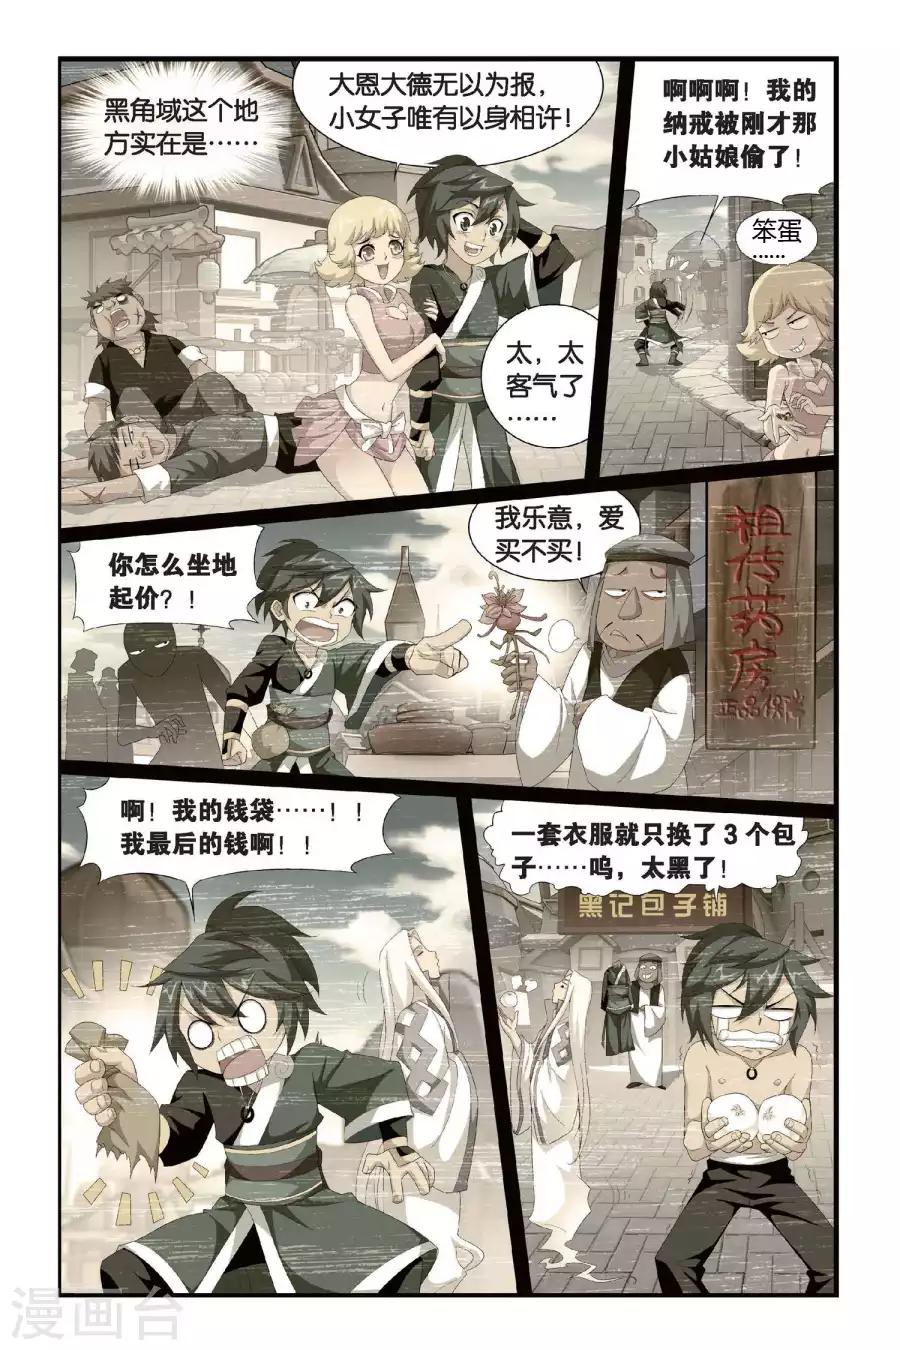 黑角域这个地
方实在是……
大恩大德无以为报，
小女子唯有以身相许！
太，太
客气了
……
啊啊啊！我的
纳戒被刚才那
小姑娘偷了！
笨蛋
……
你怎么坐地
起价？！
我乐意，爱
买不买！
祖传药房
正品保障
啊！我的钱袋……！！
我最后的钱啊！！
一套衣服就只换了3个包
子……呜，太黑了！
黑记包子铺
漫画台